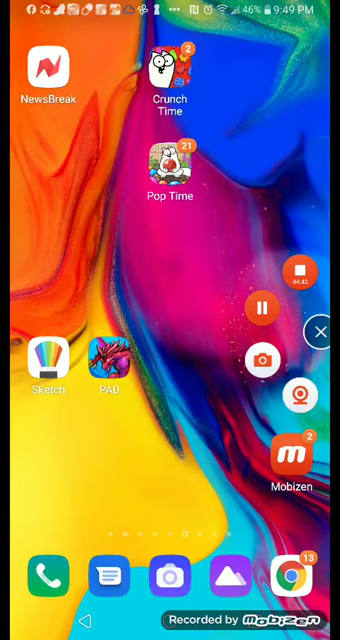 46% 9:49 PM
2
NewsBreak
Crunch
Time
21
Pop Time
44:42
Sketch
PAD
2
Mobizen
13
Recorded by Mobizen